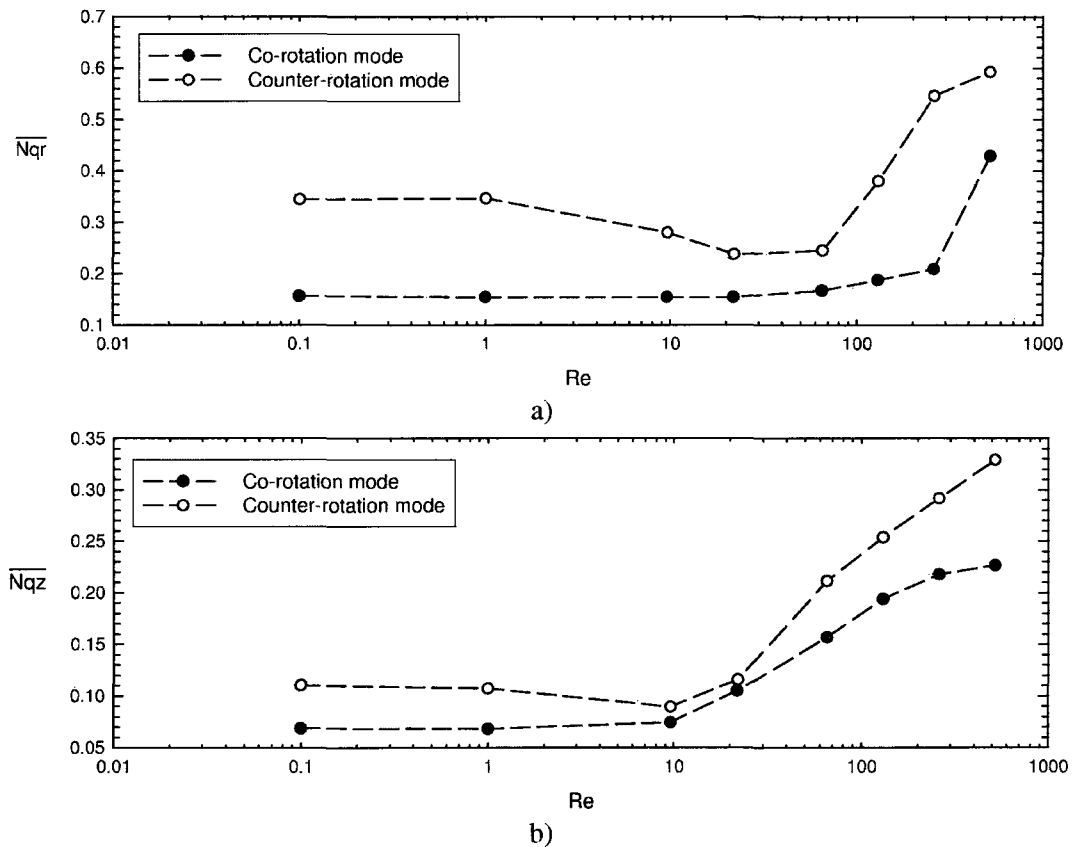 0.7
Co-rotation mode
Counter-rotation mode
0.6
0.5
Nqr
0.4
0.3
0.2
0.1
0.01 0.1 1 10 100 1000
Re
a)
0.35
Co-rotation mode
Counter-rotation mode
0.30
0.25
Nqz
0.20
0.15
0.10
0.05
0.01 0.1 1 10 100 1000
Re
b)